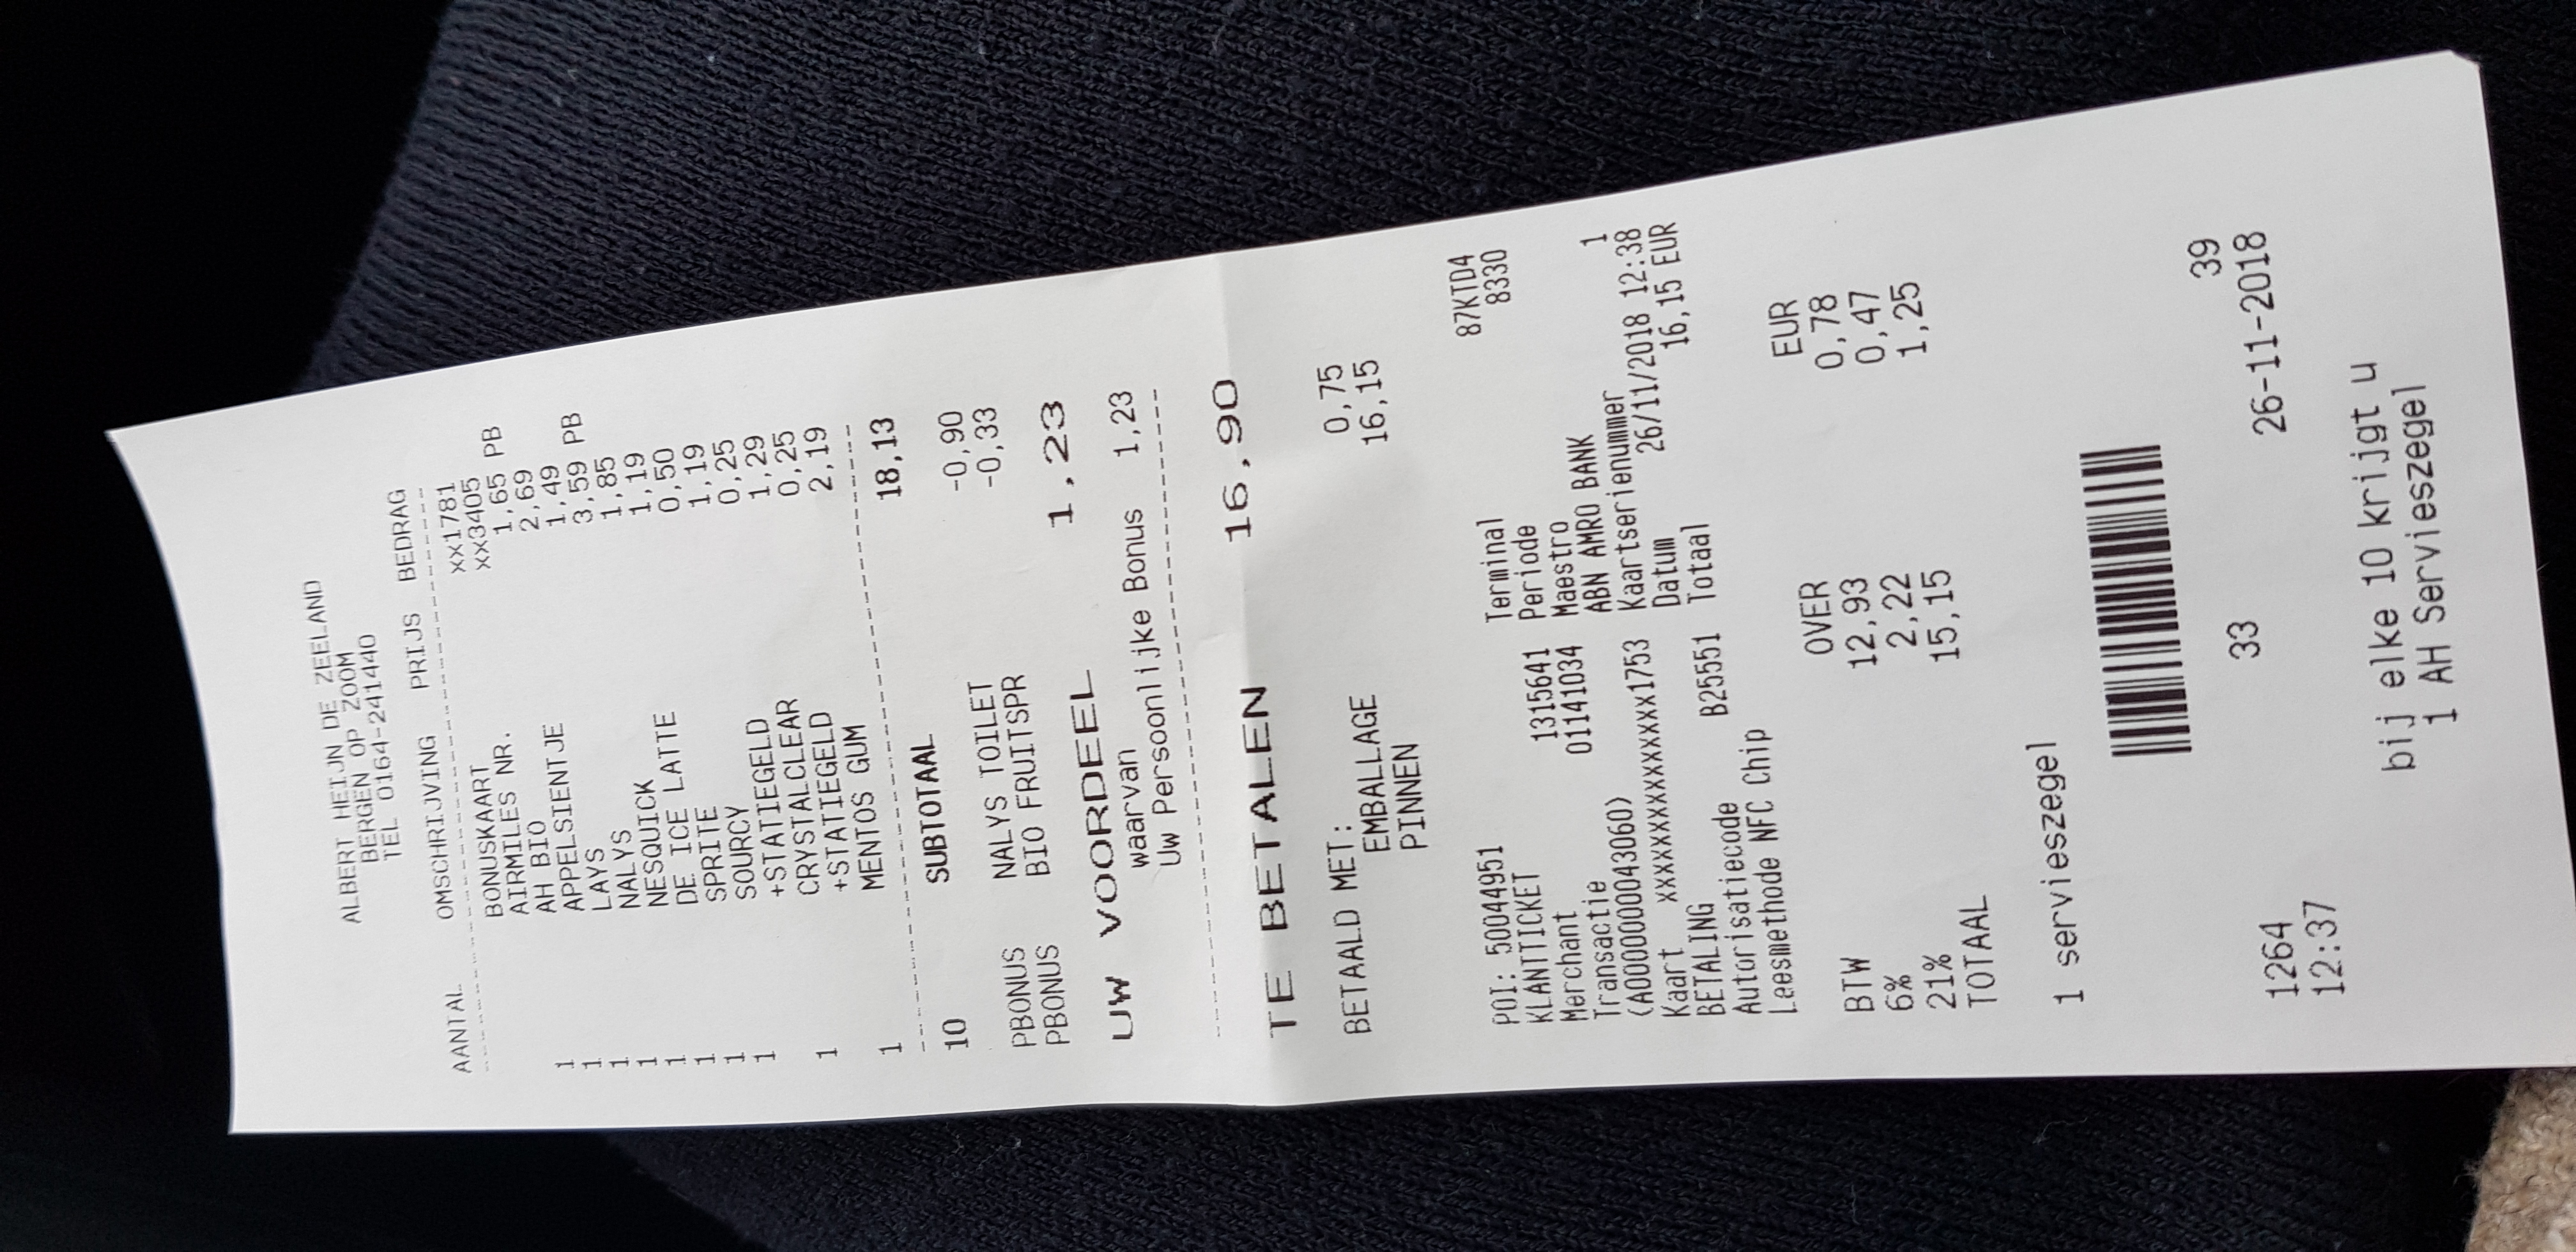 ALBERT HEIJN DE ZEELAND
BERGEN OP ZOOM
TEL 0164-241440
AANTAL OMSCHRIJVING PRIJS BEDRAG
BONUSKAART xx1781
AIRMILES NR. xx3405
1 AH BIO 1,65 PB
1 APPELSIENTJE 2,69
1 LAYS 1,49
1 NALYS 3,59 PB
1 NESQUICK 1,85
1 DE ICE LATTE 1,19
1 SPRITE 0,50
1 SOURCY 1,19
+STATIEGELD 0,25
1 CRYSTALCLEAR 1,29
+STATIEGELD 0,25
1 MENTOS GUM 2,19
10 SUBTOTAAL 18,13
PBONUS NALYS TOILET -0,90
PBONUS BIO FRUITSPR -0,33
UW VOORDEEL 1,23
waarvan
Uw Persoonlijke Bonus 1,23
TE BETALEN 16,90
BETAALD MET:
EMBALLAGE 0,75
PINNEN 16,15
POI: 50044951
KLANTTICKET Terminal 87KTD4
Merchant 1315641 Periode 8330
Transactie 01141034 Maestro
(A0000000043060) ABN AMRO BANK
Kaart xxxxxxxxxxxxxxx1753 Kaartserienummer 1
BETALING Datum 26/11/2018 12:38
Autorisatiecode B25551 Totaal 16,15 EUR
Leesmethode NFC Chip
BTW OVER EUR
6% 12,93 0,78
21% 2,22 0,47
TOTAAL 15,15 1,25
1 servieszegel
1264 33 39
12:37 26-11-2018
bij elke 10 krijgt u
1 AH Servieszegel